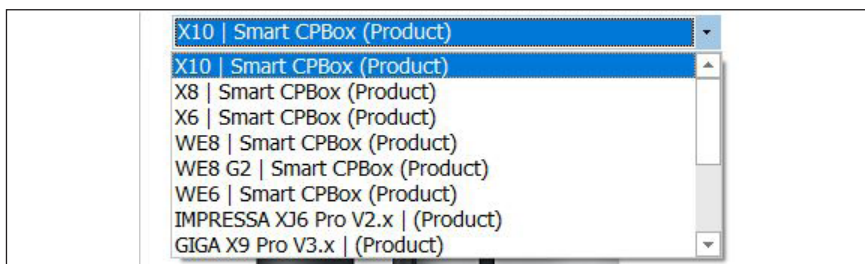 X10 | Smart CPBox (Product)
X10 | Smart CPBox (Product)
X8 | Smart CPBox (Product)
X6 | Smart CPBox (Product)
WE8 | Smart CPBox (Product)
WE8 G2 | Smart CPBox (Product)
WE6 | Smart CPBox (Product)
IMPRESSA XJ6 Pro V2.x | (Product)
GIGA X9 Pro V3.x | (Product)